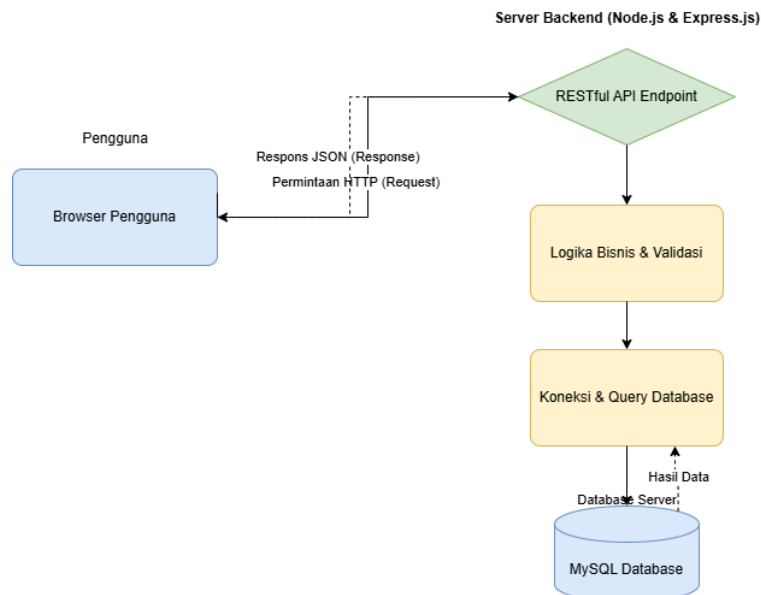 Server Backend (Node.js & Express.js)
RESTful API Endpoint
Pengguna
Respons JSON (Response)
Permintaan HTTP (Request)
Browser Pengguna
Logika Bisnis & Validasi
Koneksi & Query Database
Hasil Data
Database Server
MySQL Database